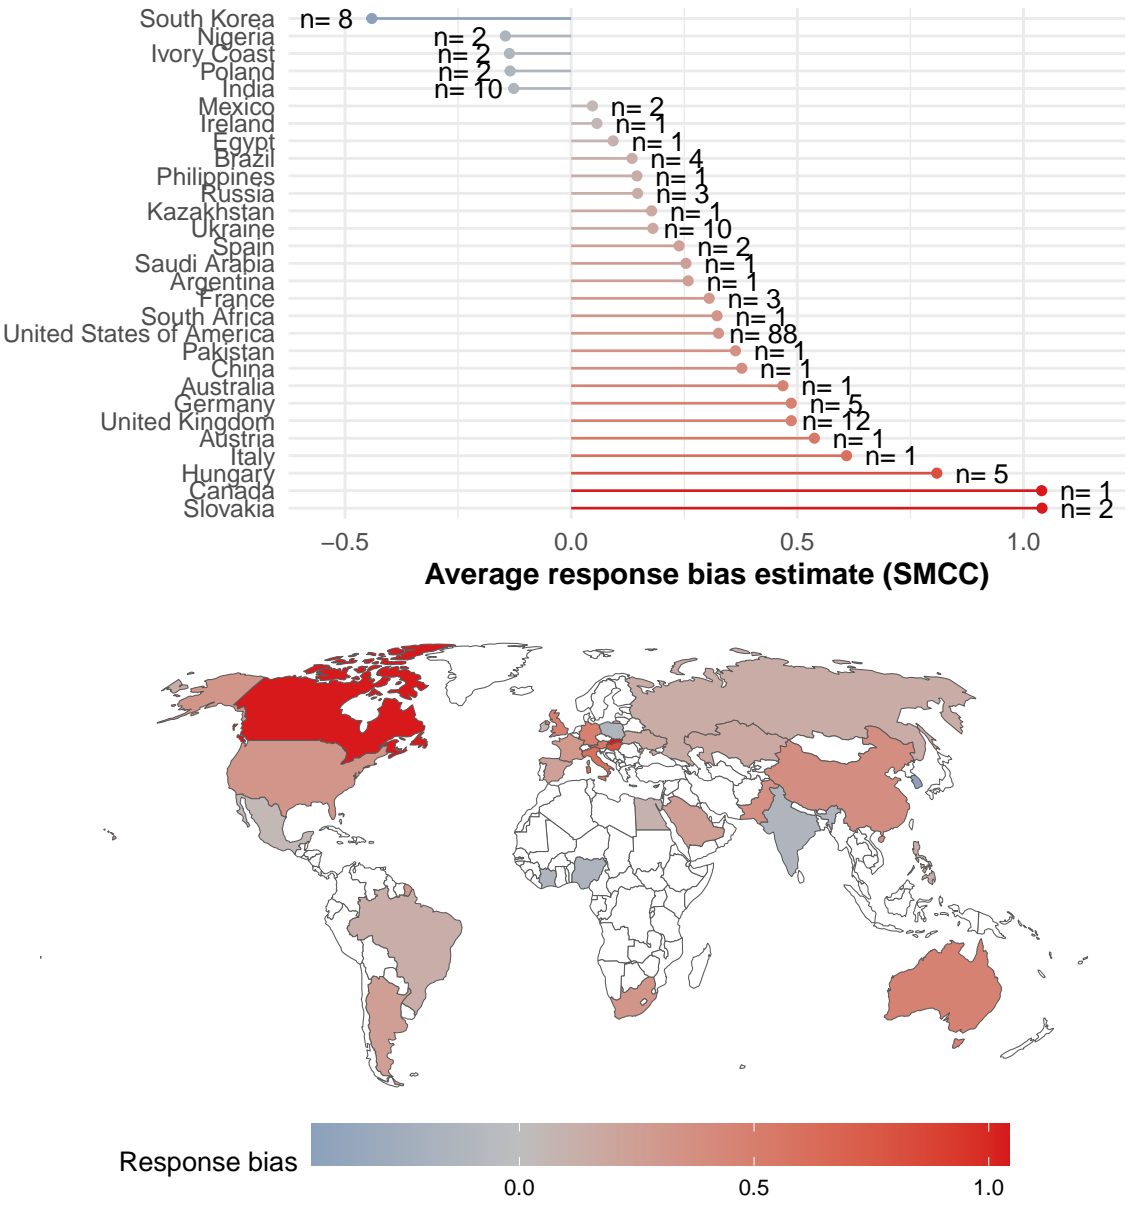 South Korea n= 8
Nigeria n= 2
Ivory Coast n= 2
Poland n= 2
India n= 10
Mexico n= 2
Ireland n= 1
Egypt n= 1
Brazil n= 4
Philippines n= 1
Russia n= 3
Kazakhstan n= 1
Ukraine n= 10
Spain n= 2
Saudi Arabia n= 1
Argentina n= 1
France n= 3
South Africa n= 1
United States of America n= 88
Pakistan n= 1
China n= 1
Australia n= 1
Germany n= 5
United Kingdom n= 12
Austria n= 1
Italy n= 1
Hungary n= 5
Canada n= 1
Slovakia n= 2
−0.5 0.0 0.5 1.0
Average response bias estimate (SMCC)
Response bias
0.0 0.5 1.0